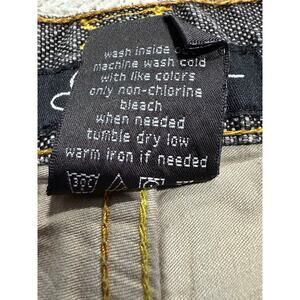 wash inside
machine wash cold
with like colors
only non-chlorine
bleach
when needed
tumble dry low
warm iron if needed